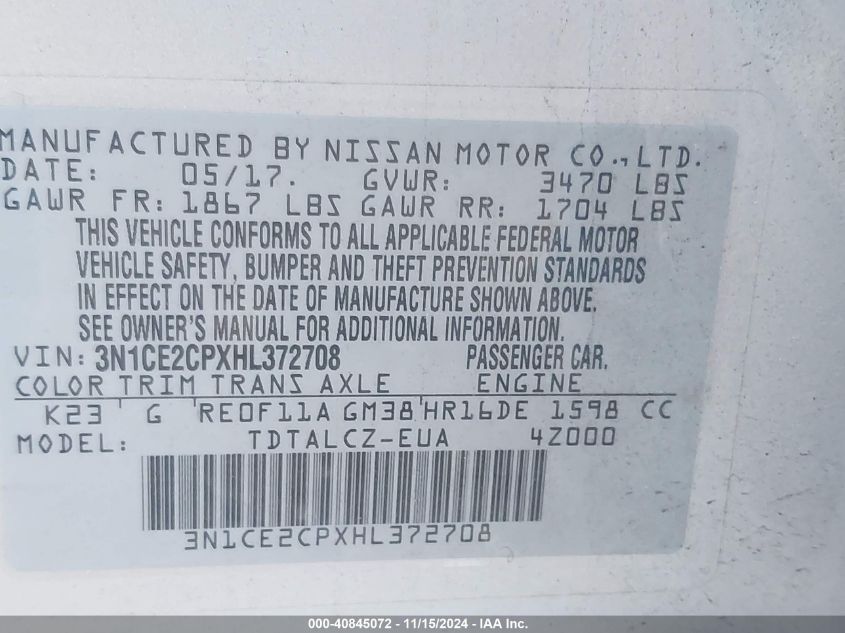 MANUFACTURED BY NISSAN MOTOR CO., LTD.
DATE: 05/17. GVWR: 3470 LBS
GAWR FR: 1867 LBS GAWR RR: 1704 LBS
THIS VEHICLE CONFORMS TO ALL APPLICABLE FEDERAL MOTOR
VEHICLE SAFETY, BUMPER AND THEFT PREVENTION STANDARDS
IN EFFECT ON THE DATE OF MANUFACTURE SHOWN ABOVE.
SEE OWNER'S MANUAL FOR ADDITIONAL INFORMATION.
VIN: 3N1CE2CPXHL372708 PASSENGER CAR.
COLOR TRIM TRANS AXLE ENGINE
K23 G RE0F11A GM38 HR16DE 1598 CC
MODEL: TDTALCZ-EUA 4Z000
3N1CE2CPXHL372708
000-40845072 - 11/15/2024 - IAA Inc.